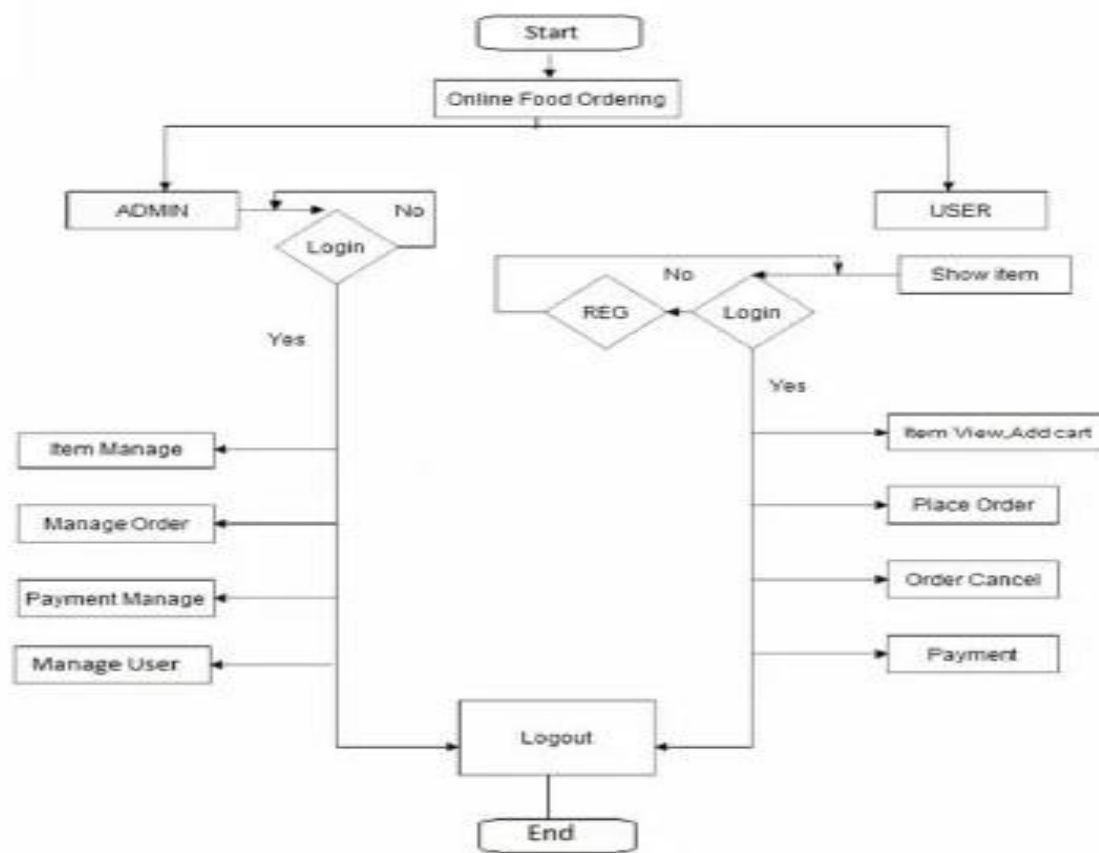 Start
Online Food Ordering
ADMIN
No
USER
Login
No
Show item
REG
Login
Yes
Yes
Item Manage
Item View,Add cart
Manage Order
Place Order
Payment Manage
Order Cancel
Manage User
Payment
Logout
End